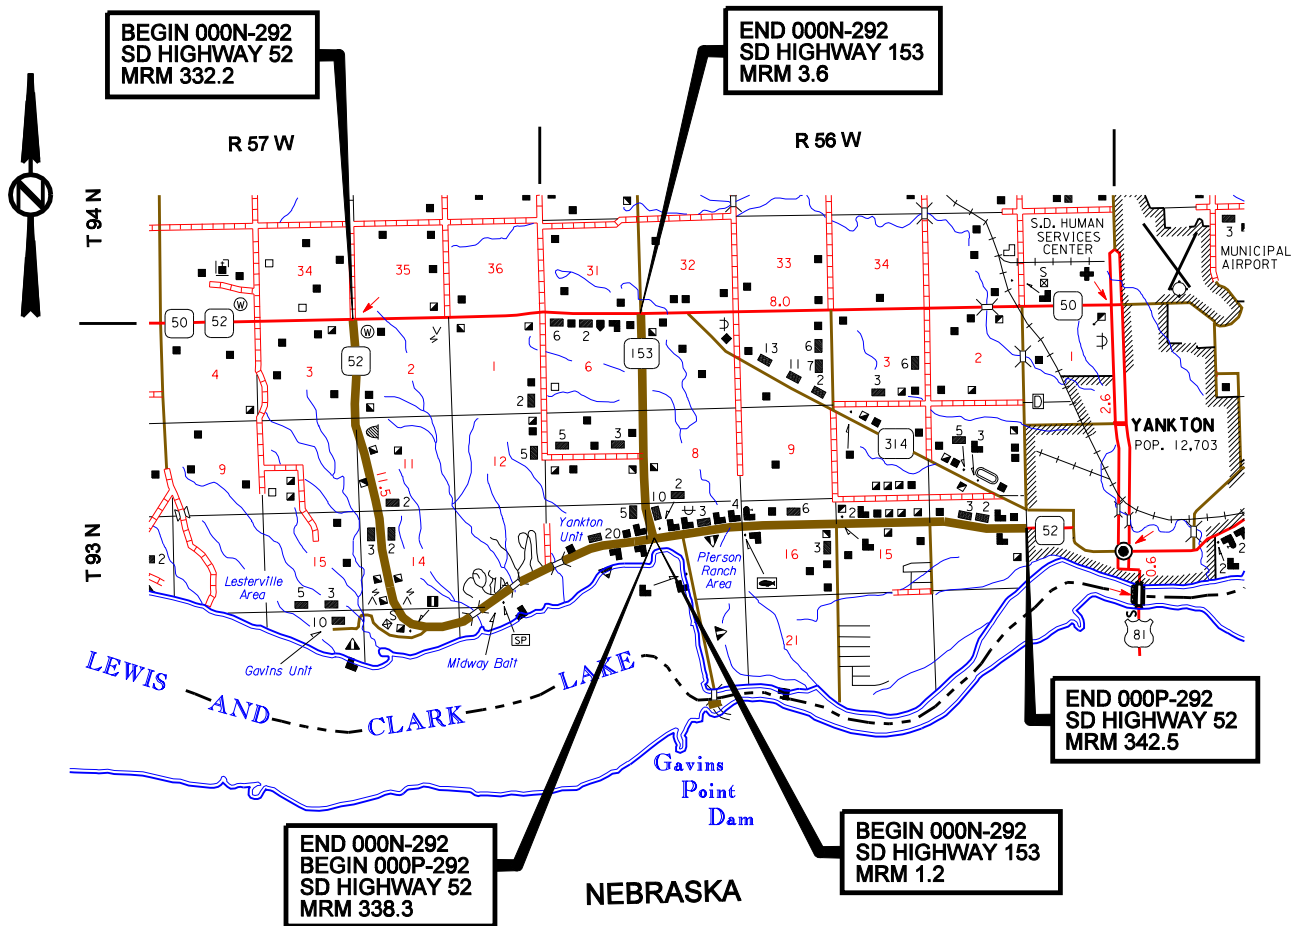 BEGIN 000N-292
SD HIGHWAY 52
MRM 332.2
END 000N-292
SD HIGHWAY 153
MRM 3.6
R 57 W
R 56 W
N
T 94 N
S.D. HUMAN
SERVICES
CENTER
S
3
MUNICIPAL
AIRPORT
34
35
36
31
32
33
34
8.0
W
50
52
W
50
6
2
153
52
13
11
7
6
2
6
3
3
2
1
4
3
2
1
6
2
D
2.6
YANKTON
POP. 12,703
314
5
3
5
3
5
8
9
9
11
12
11.5
2
2
10
5
3
4
6
2
3
2
52
T 93 N
Yankton
Unit
20
Pierson
Ranch
Area
16
3
15
2
15
3
2
14
Lesterville
Area
5
3
10
Gavins Unit
Midway Bait
SP
21
0.6
2
2
S
81
LEWIS
AND
CLARK
LAKE
END 000P-292
SD HIGHWAY 52
MRM 342.5
Gavins
Point
Dam
END 000N-292
BEGIN 000P-292
SD HIGHWAY 52
MRM 338.3
BEGIN 000N-292
SD HIGHWAY 153
MRM 1.2
NEBRASKA